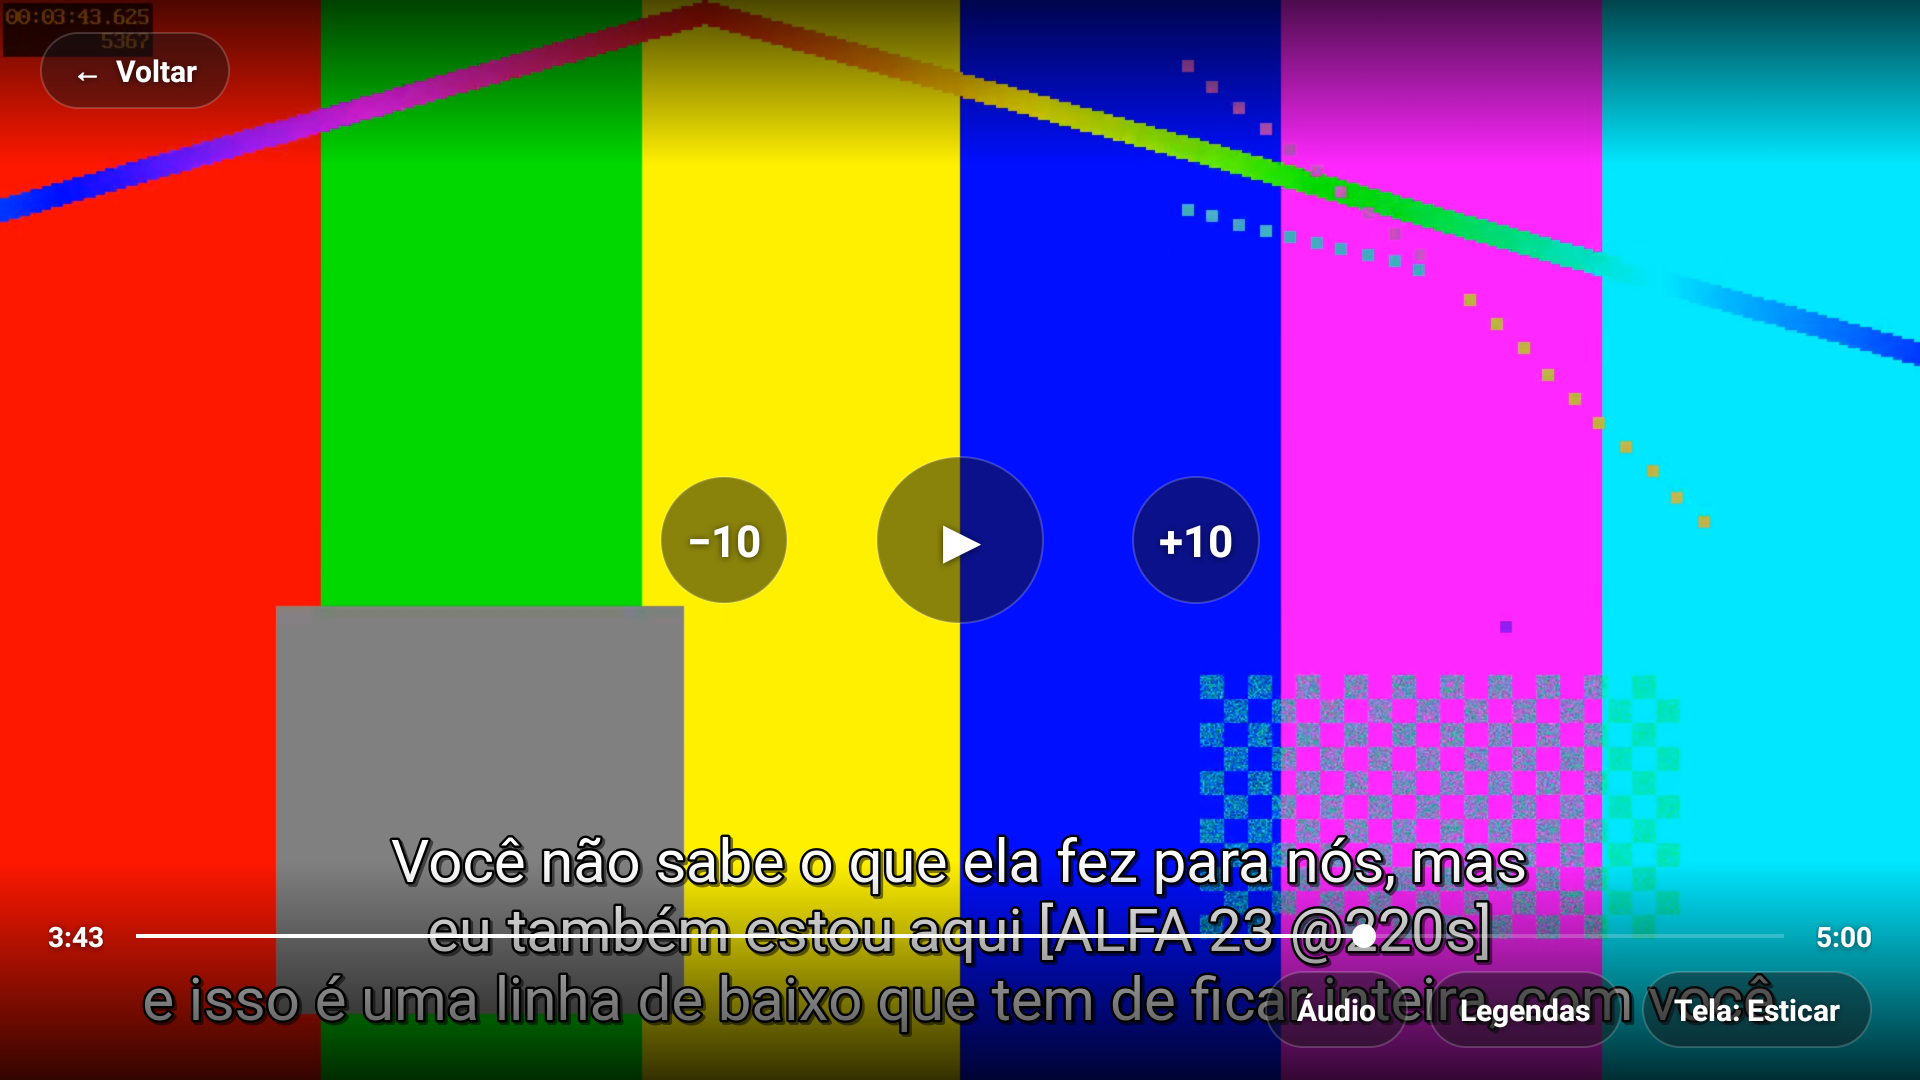 00:03:43.625
5367
← Voltar
−10
+10
Você não sabe o que ela fez para nós, mas
eu também estou aqui [ALFA 23 @220s]
3:43
5:00
e isso é uma linha de baixo que tem de ficar inteira, com você
Áudio
Legendas
Tela: Esticar